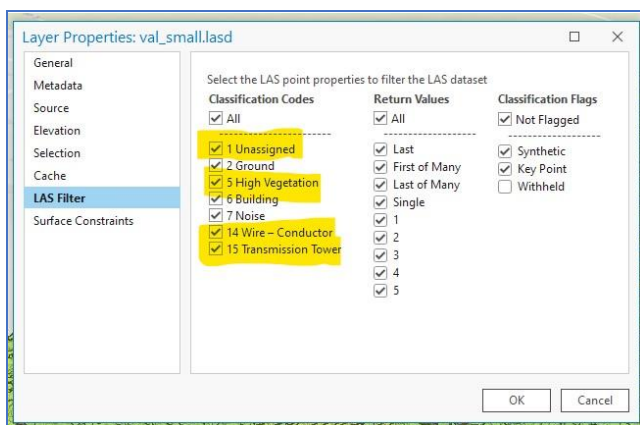 Layer Properties: val_small.lasd
General
Metadata
Source
Elevation
Selection
Cache
LAS Filter
Surface Constraints
Select the LAS point properties to filter the LAS dataset
Classification Codes
All
1 Unassigned
2 Ground
5 High Vegetation
6 Building
7 Noise
14 Wire – Conductor
15 Transmission Tower
Return Values
All
Last
First of Many
Last of Many
Single
1
2
3
4
5
Classification Flags
Not Flagged
Synthetic
Key Point
Withheld
OK
Cancel